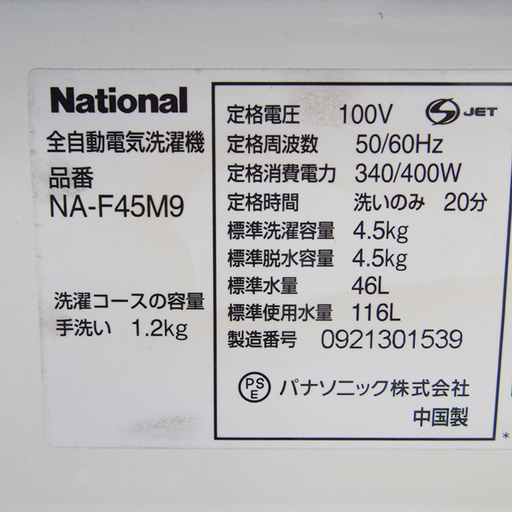 National
全自動電気洗濯機
品番
NA-F45M9
洗濯コースの容量
手洗い 1.2kg
定格電圧 100V JET
定格周波数 50/60Hz
定格消費電力 340/400W
定格時間 洗いのみ 20分
標準洗濯容量 4.5kg
標準脱水容量 4.5kg
標準水量 46L
標準使用水量 116L
製造番号 0921301539
PS E パナソニック株式会社
中国製
*